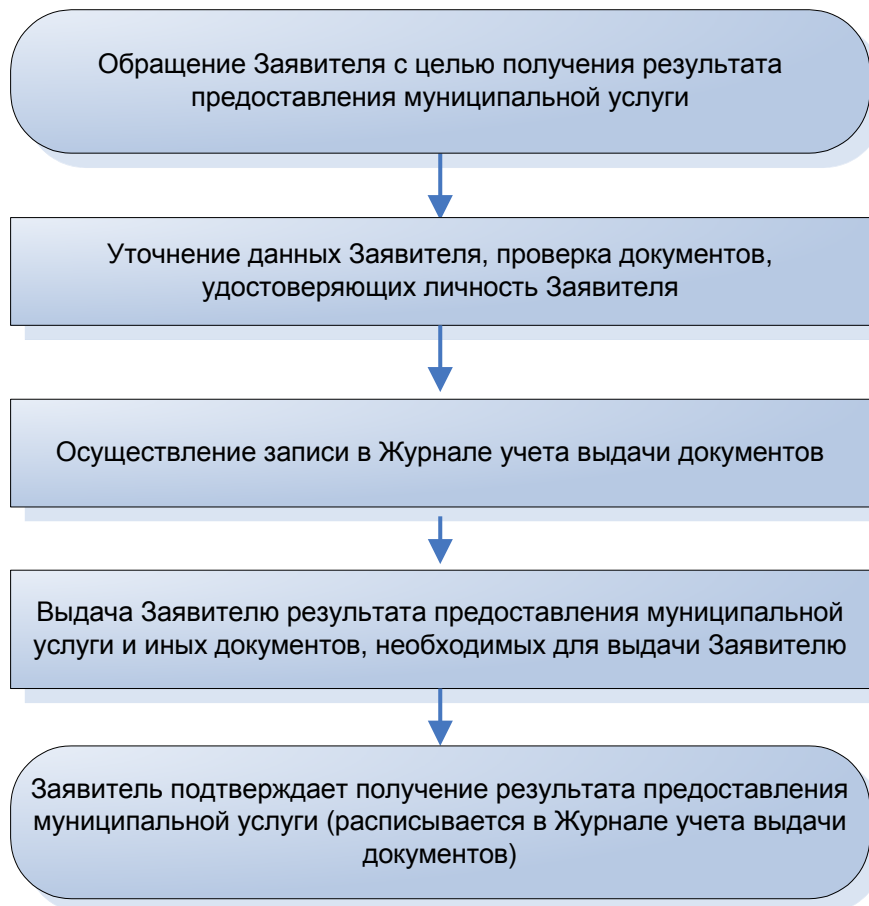 Обращение Заявителя с целью получения результата
предоставления муниципальной услуги
Уточнение данных Заявителя, проверка документов,
удостоверяющих личность Заявителя
Осуществление записи в Журнале учета выдачи документов
Выдача Заявителю результата предоставления муниципальной
услуги и иных документов, необходимых для выдачи Заявителю
Заявитель подтверждает получение результата предоставления
муниципальной услуги (расписывается в Журнале учета выдачи
документов)